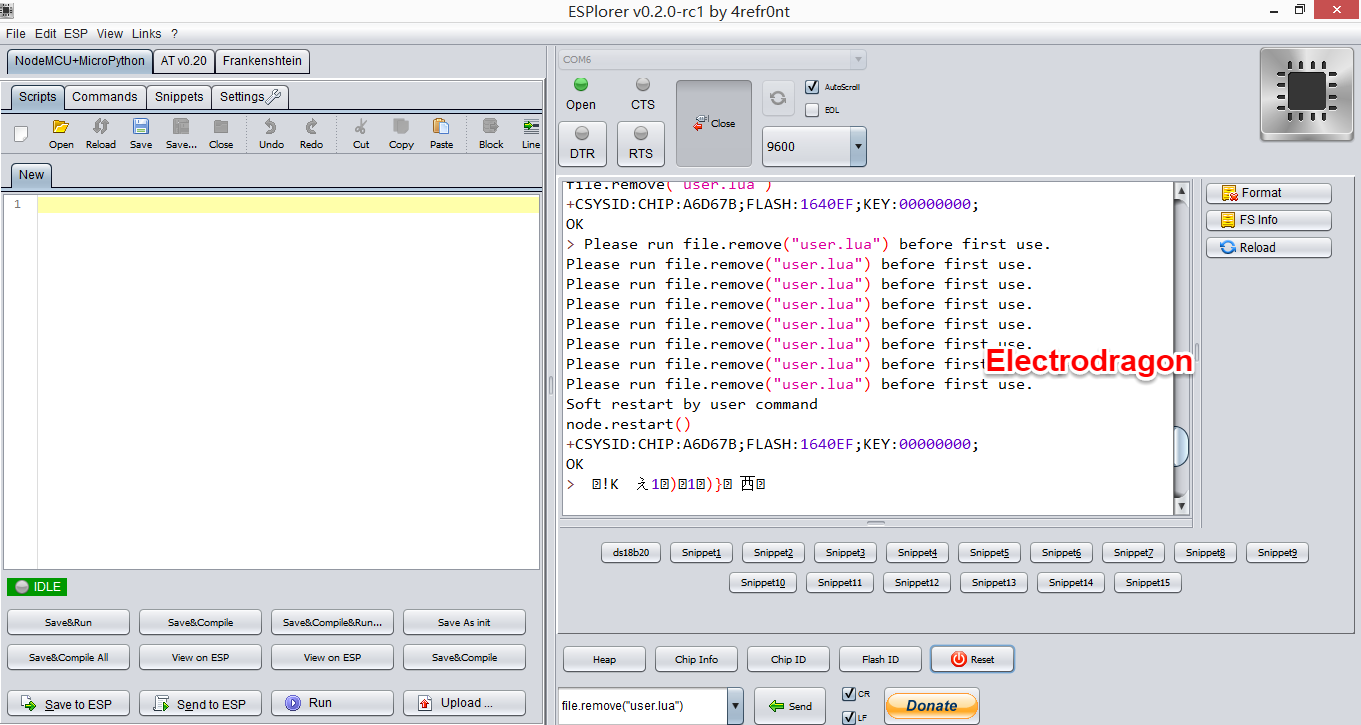 ESPlorer v0.2.0-rc1 by 4refr0nt
File Edit ESP View Links ?
NodeMCU+MicroPython AT v0.20 Frankenshtein
Scripts Commands Snippets Settings
Open Reload Save Save... Close Undo Redo Cut Copy Paste Block Line
New
1
IDLE
Save&Run Save&Compile Save&Compile&Run... Save As init
Save&Compile All View on ESP View on ESP Save&Compile
Save to ESP Send to ESP Run Upload ...
COM6
Open CTS
DTR RTS
Close
AutoScroll
EOL
9600
file.remove("user.lua")
+CSYSID:CHIP:A6D67B;FLASH:1640EF;KEY:00000000;
OK
> Please run file.remove("user.lua") before first use.
Please run file.remove("user.lua") before first use.
Please run file.remove("user.lua") before first use.
Please run file.remove("user.lua") before first use.
Please run file.remove("user.lua") before first use.
Please run file.remove("user.lua") before first use.
Please run file.remove("user.lua") before first use.
Please run file.remove("user.lua") before first use.
Electrodragon
Soft restart by user command
node.restart()
+CSYSID:CHIP:A6D67B;FLASH:1640EF;KEY:00000000;
OK
> !K え1)1)} 西
Format
FS Info
Reload
ds18b20 Snippet1 Snippet2 Snippet3 Snippet4 Snippet5 Snippet6 Snippet7 Snippet8 Snippet9
Snippet10 Snippet11 Snippet12 Snippet13 Snippet14 Snippet15
Heap Chip Info Chip ID Flash ID Reset
file.remove("user.lua") Send CR LF Donate